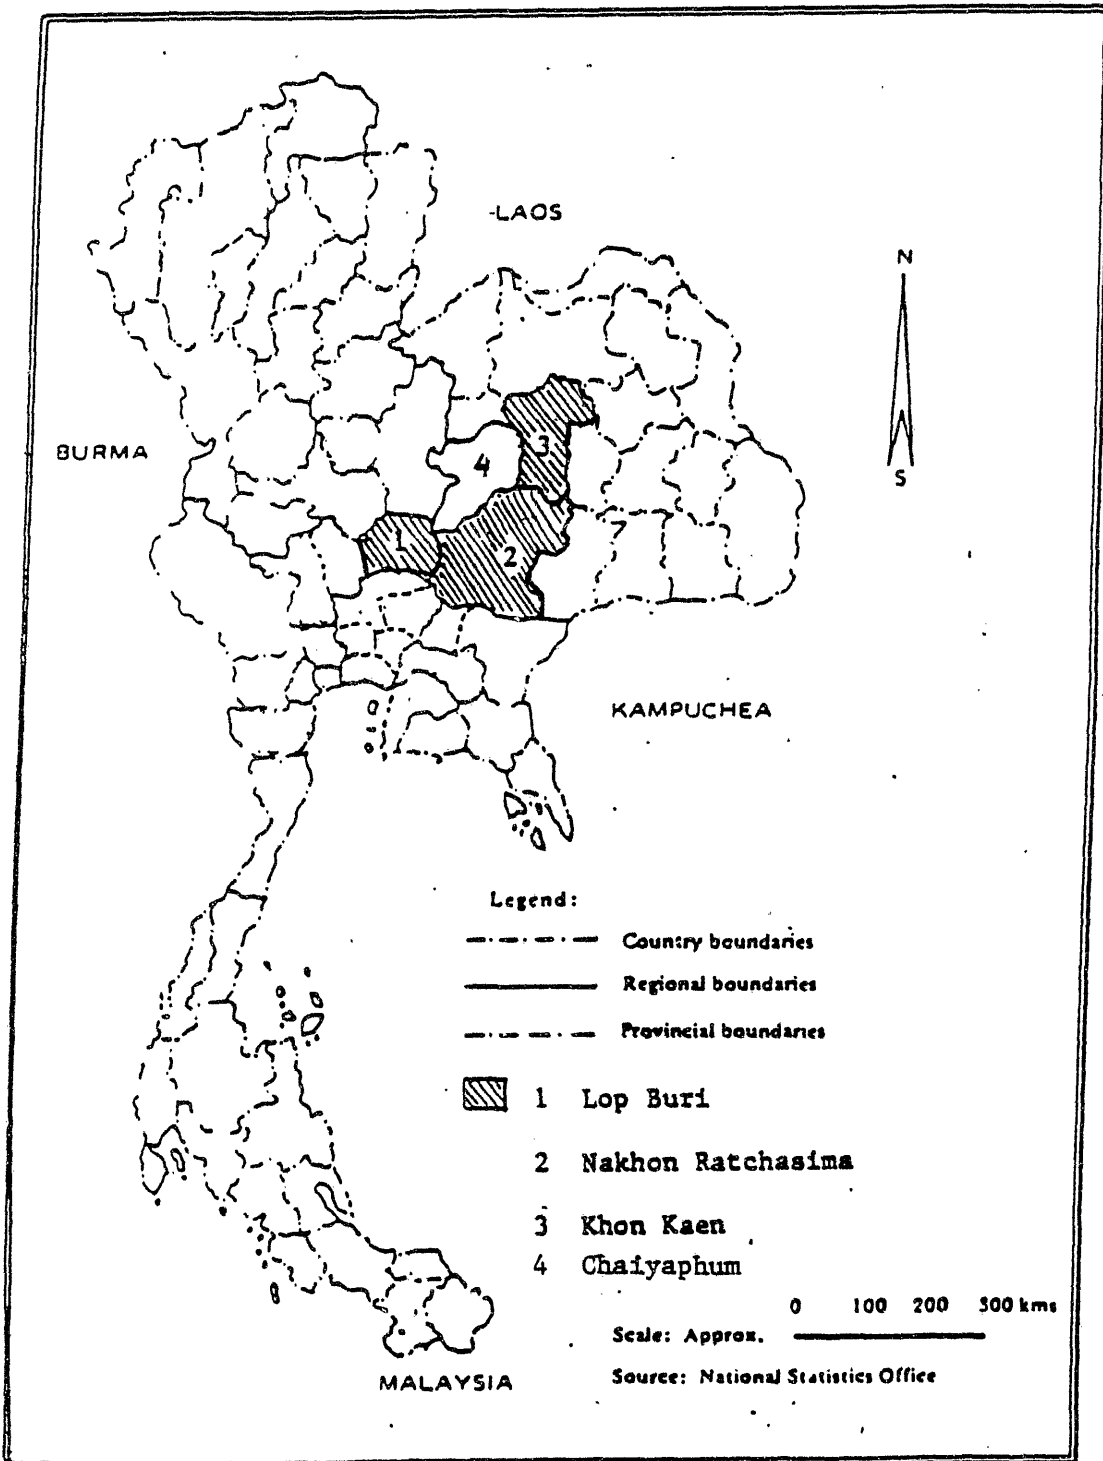 LAOS
N
BURMA
3
4
1
2
S
KAMPUCHEA
Legend:
Country boundaries
Regional boundaries
Provincial boundaries
1 Lop Buri
2 Nakhon Ratchasima
3 Khon Kaen
4 Chaiyaphum
0 100 200 300 kms
Scale: Approx.
Source: National Statistics Office
MALAYSIA